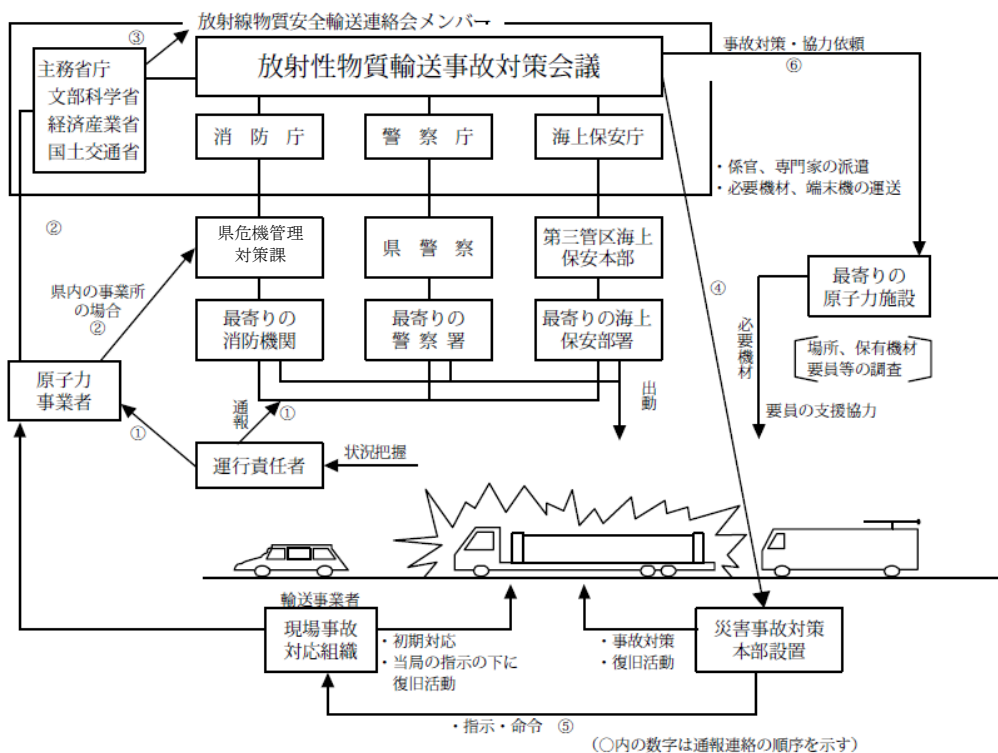 放射線物質安全輸送連絡会メンバー
③
事故対策・協力依頼
⑥
主務省庁
文部科学省
経済産業省
国土交通省
放射性物質輸送事故対策会議
消防庁
警察庁
海上保安庁
・係官、専門家の派遣
・必要機材、端末機の運送
②
県危機管理
対策課
県警察
第三管区海上
保安本部
④
最寄りの
原子力施設
県内の事業所
の場合
②
最寄りの
消防機関
最寄りの
警察署
最寄りの海上
保安部署
必要機材
場所、保有機材
要員等の調査
原子力
事業者
通報
①
出動
要員の支援協力
①
運行責任者
状況把握
輸送事業者
現場事故
対応組織
・初期対応
・当局の指示の下に
復旧活動
・事故対策
・復旧活動
災害事故対策
本部設置
・指示・命令 ⑤
(○内の数字は通報連絡の順序を示す)